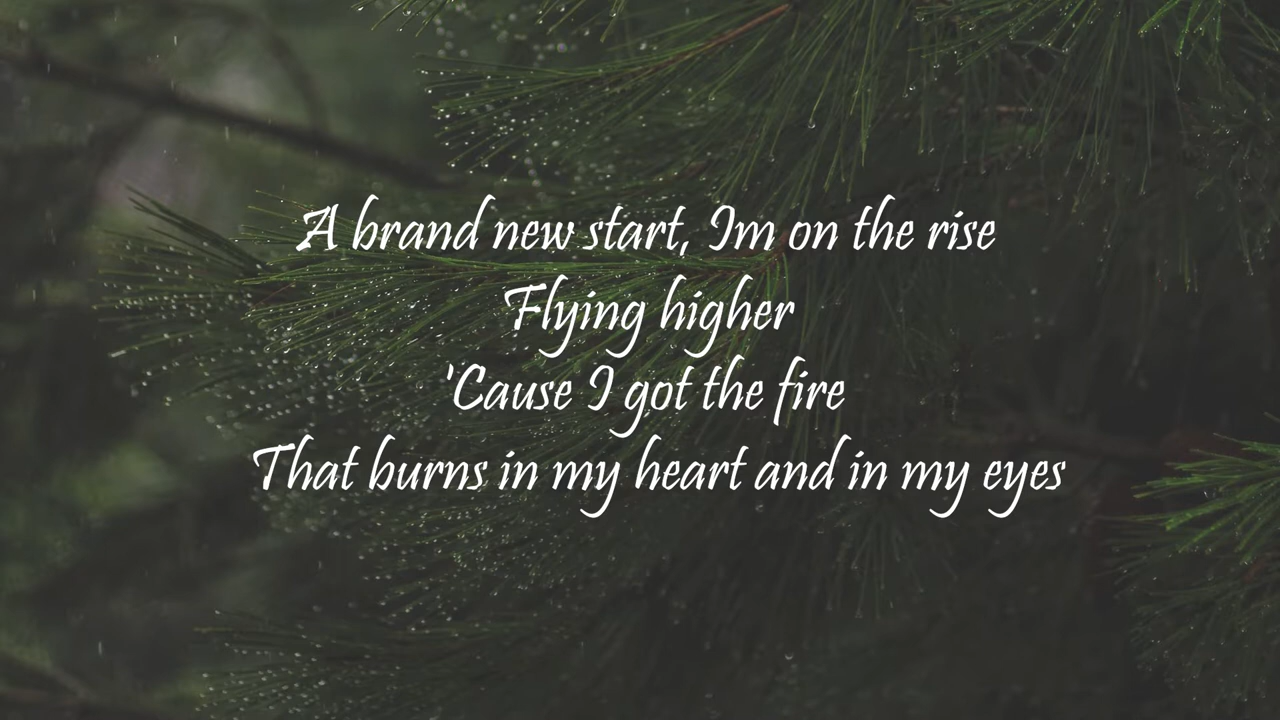 A brand new start, Im on the rise
Flying higher
'Cause I got the fire
That burns in my heart and in my eyes